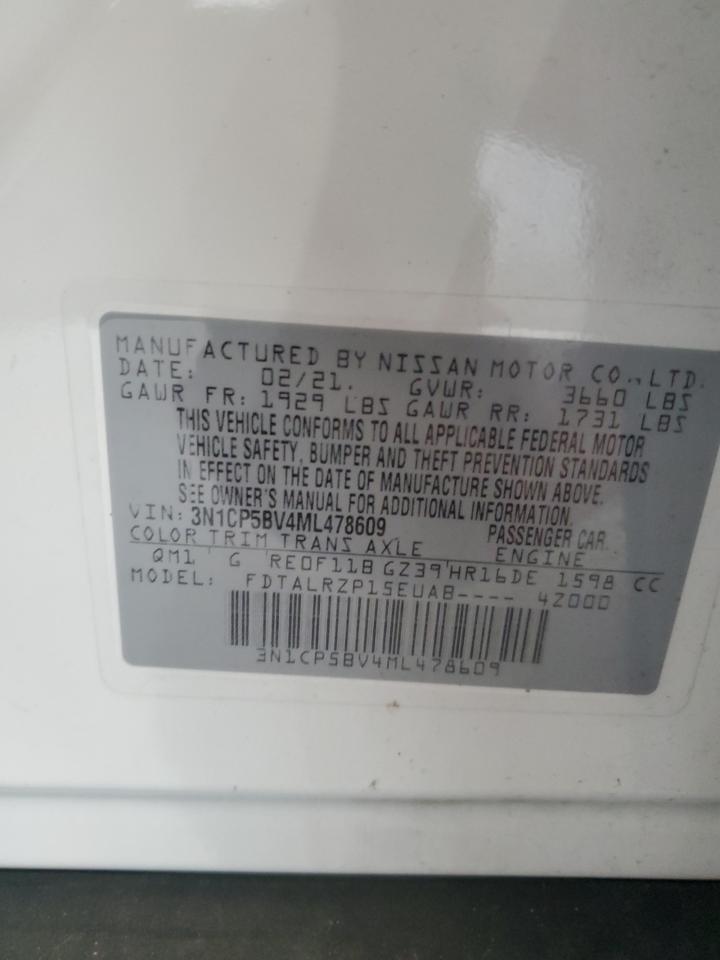 MANUFACTURED BY NISSAN MOTOR CO.,LTD.
DATE: 02/21. GVWR: 3660 LBS
GAWR FR: 1929 LBS GAWR RR: 1731 LBS
THIS VEHICLE CONFORMS TO ALL APPLICABLE FEDERAL MOTOR
VEHICLE SAFETY, BUMPER AND THEFT PREVENTION STANDARDS
IN EFFECT ON THE DATE OF MANUFACTURE SHOWN ABOVE.
SEE OWNER'S MANUAL FOR ADDITIONAL INFORMATION.
VIN: 3N1CP5BV4ML478609 PASSENGER CAR
COLOR TRIM TRANS AXLE ENGINE
QM1 G RE0F11B GZ39 HR16DE 1598 CC
MODEL: FDTALRZP15EUAB---- 42000
3N1CP5BV4ML478609